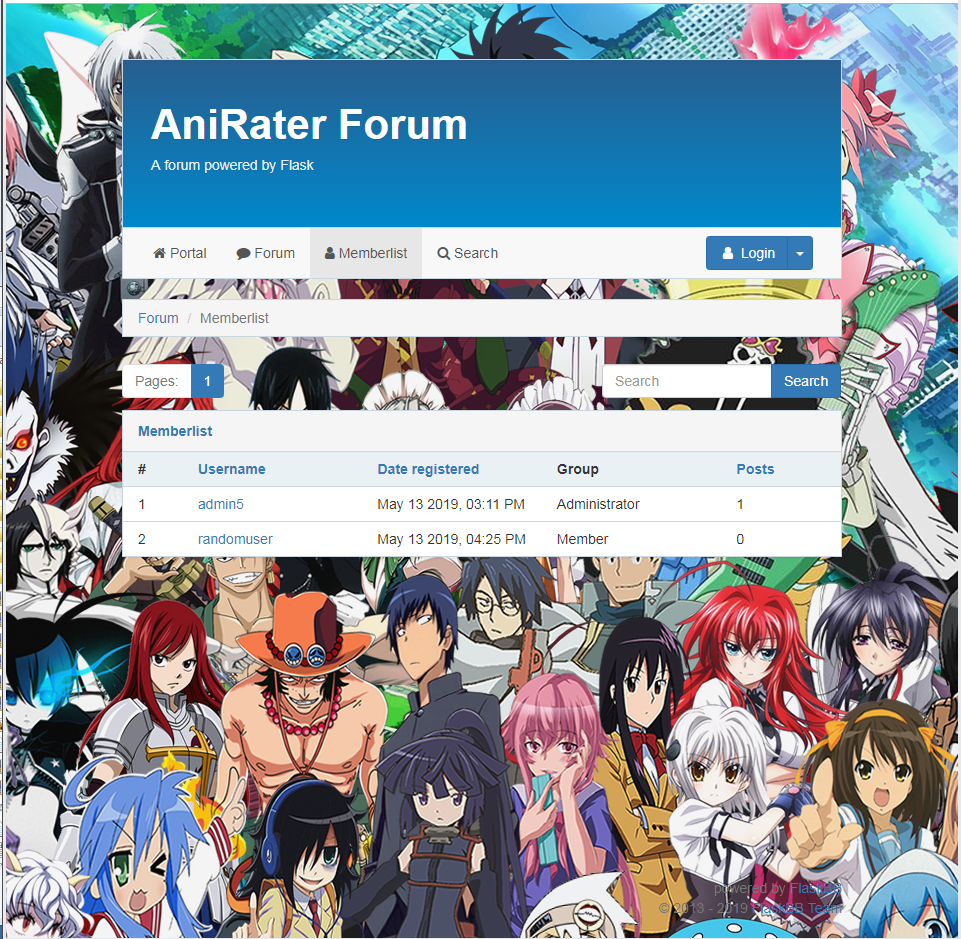 AniRater Forum
A forum powered by Flask
Portal Forum Memberlist Search Login
Forum / Memberlist
Pages: 1 Search Search
Memberlist
# Username Date registered Group Posts
1 admin5 May 13 2019, 03:11 PM Administrator 1
2 randomuser May 13 2019, 04:25 PM Member 0
powered by FlaskBB
© 2013 - 2019 FlaskBB Team